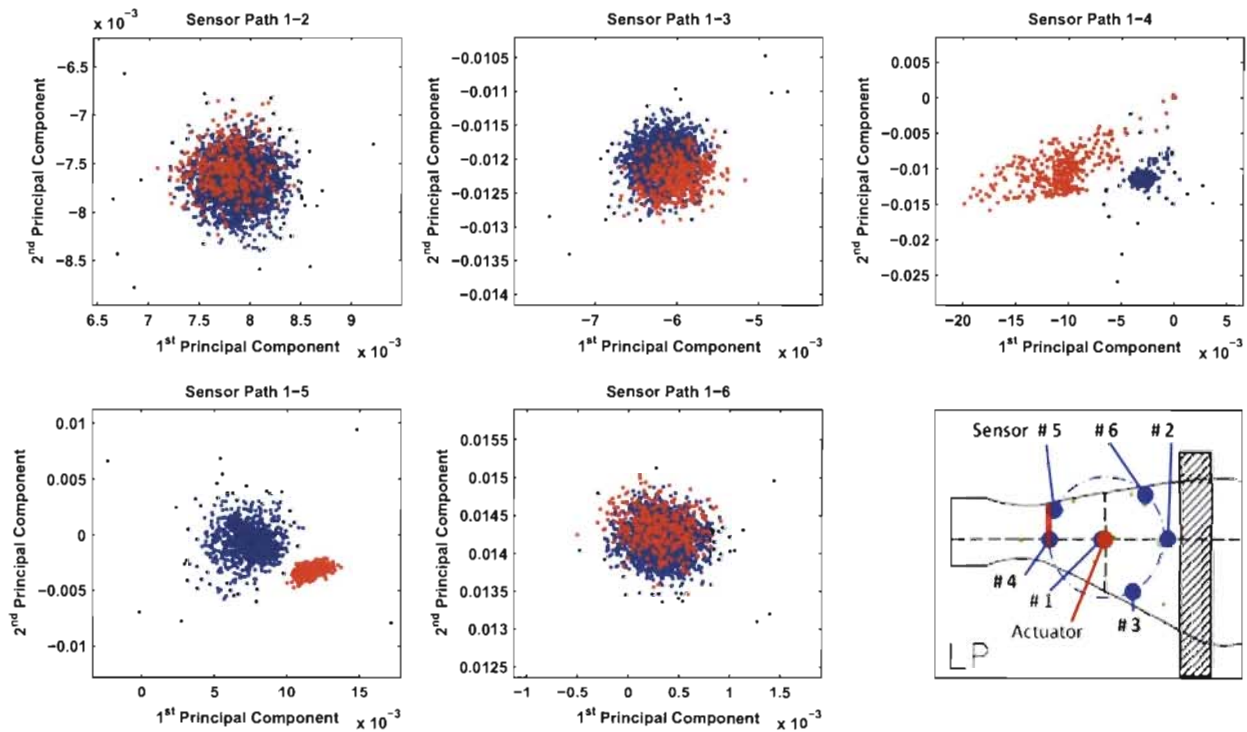 Sensor Path 1−2
x 10⁻³
−6.5
−7
−7.5
−8
−8.5
2ⁿᵈ Principal Component
6.5 7 7.5 8 8.5 9
1ˢᵗ Principal Component x 10⁻³
Sensor Path 1−3
−0.0105
−0.011
−0.0115
−0.012
−0.0125
−0.013
−0.0135
−0.014
2ⁿᵈ Principal Component
−7 −6 −5
1ˢᵗ Principal Component x 10⁻³
Sensor Path 1−4
0.005
0
−0.005
−0.01
−0.015
−0.02
−0.025
2ⁿᵈ Principal Component
−20 −15 −10 −5 0 5
1ˢᵗ Principal Component x 10⁻³
Sensor Path 1−5
0.01
0.005
0
−0.005
−0.01
2ⁿᵈ Principal Component
0 5 10 15
1ˢᵗ Principal Component x 10⁻³
Sensor Path 1−6
0.0155
0.015
0.0145
0.014
0.0135
0.013
0.0125
2ⁿᵈ Principal Component
−1 −0.5 0 0.5 1 1.5
1ˢᵗ Principal Component x 10⁻³
Sensor #5 #6 #2
#4
#1
#3
Actuator
LP